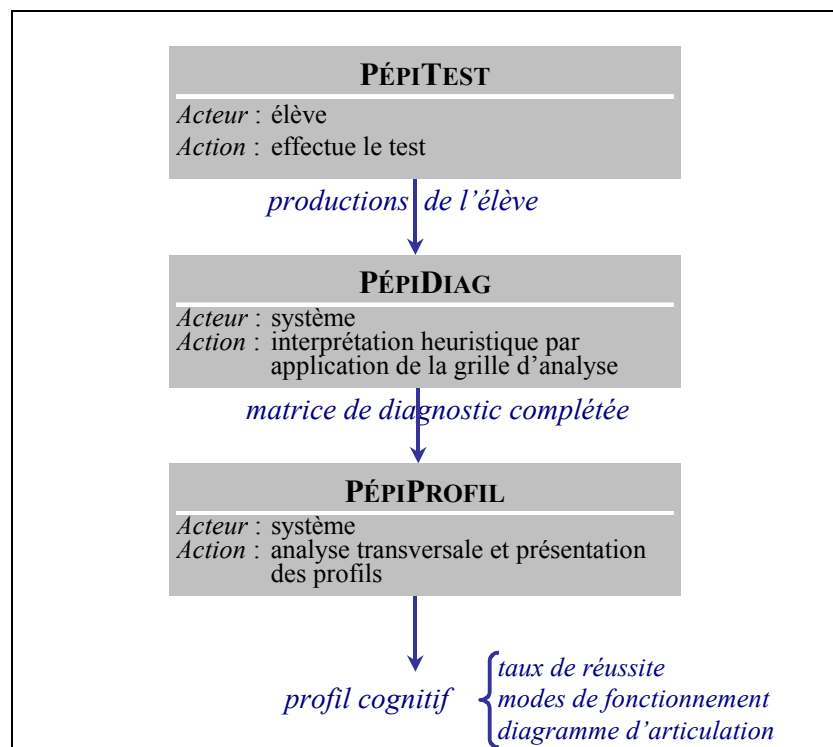 PÉPITEST
Acteur : élève
Action : effectue le test
productions de l’élève
PÉPIDIAG
Acteur : système
Action : interprétation heuristique par
application de la grille d’analyse
matrice de diagnostic complétée
PÉPIPROFIL
Acteur : système
Action : analyse transversale et présentation
des profils
taux de réussite
profil cognitif modes de fonctionnement
diagramme d’articulation